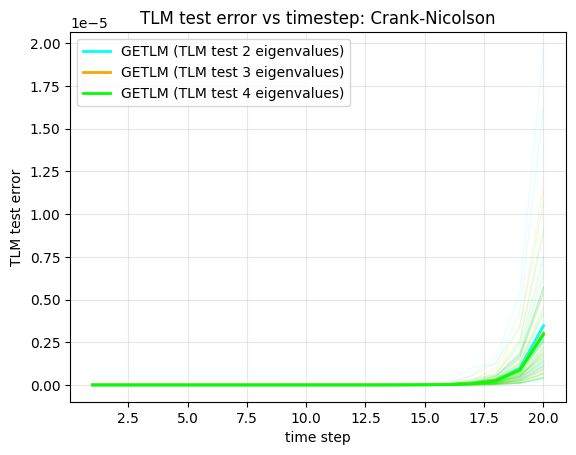 TLM test error vs timestep: Crank-Nicolson
1e−5
GETLM (TLM test 2 eigenvalues)
GETLM (TLM test 3 eigenvalues)
GETLM (TLM test 4 eigenvalues)
TLM test error
2.00
1.75
1.50
1.25
1.00
0.75
0.50
0.25
0.00
2.5 5.0 7.5 10.0 12.5 15.0 17.5 20.0
time step